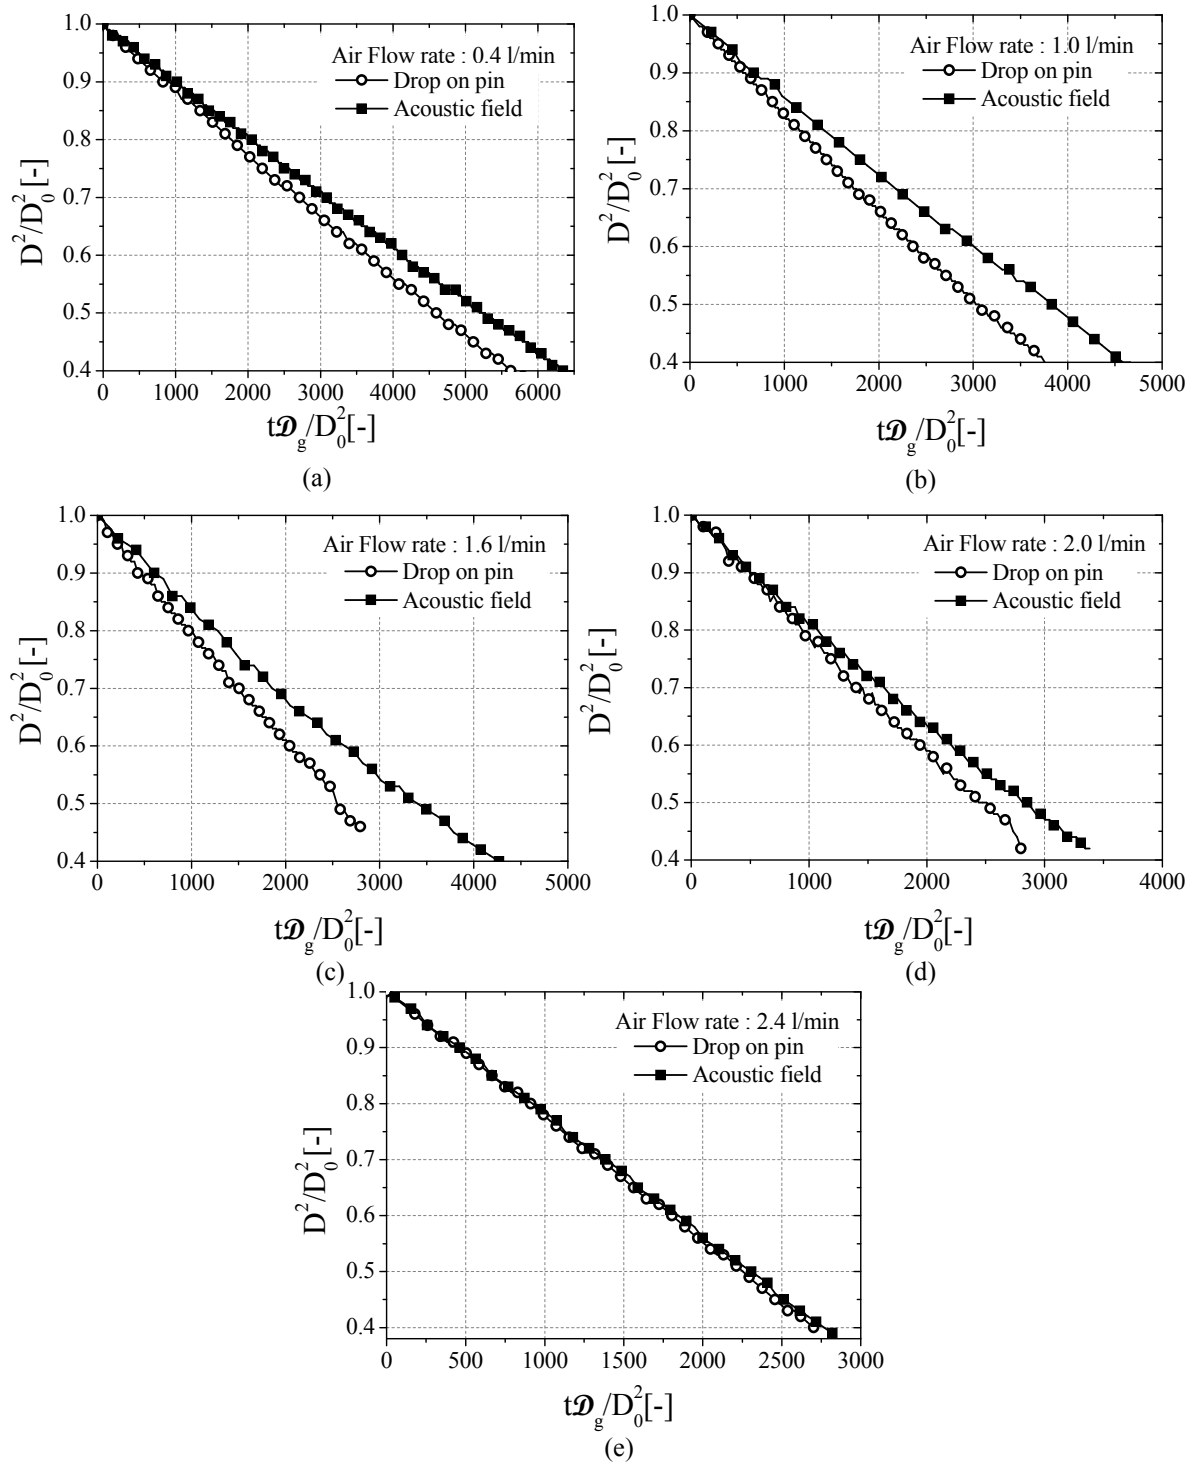 1.0
0.9
0.8
0.7
0.6
0.5
0.4
D²/D₀² [-]
Air Flow rate : 0.4 l/min
Drop on pin
Acoustic field
0 1000 2000 3000 4000 5000 6000
t𝓓g/D₀²[-]
(a)
1.0
0.9
0.8
0.7
0.6
0.5
0.4
D²/D₀² [-]
Air Flow rate : 1.0 l/min
Drop on pin
Acoustic field
0 1000 2000 3000 4000 5000
t𝓓g/D₀²[-]
(b)
1.0
0.9
0.8
0.7
0.6
0.5
0.4
D²/D₀² [-]
Air Flow rate : 1.6 l/min
Drop on pin
Acoustic field
0 1000 2000 3000 4000 5000
t𝓓g/D₀²[-]
(c)
1.0
0.9
0.8
0.7
0.6
0.5
0.4
D²/D₀² [-]
Air Flow rate : 2.0 l/min
Drop on pin
Acoustic field
0 1000 2000 3000 4000
t𝓓g/D₀²[-]
(d)
1.0
0.9
0.8
0.7
0.6
0.5
0.4
D²/D₀² [-]
Air Flow rate : 2.4 l/min
Drop on pin
Acoustic field
0 500 1000 1500 2000 2500 3000
t𝓓g/D₀²[-]
(e)